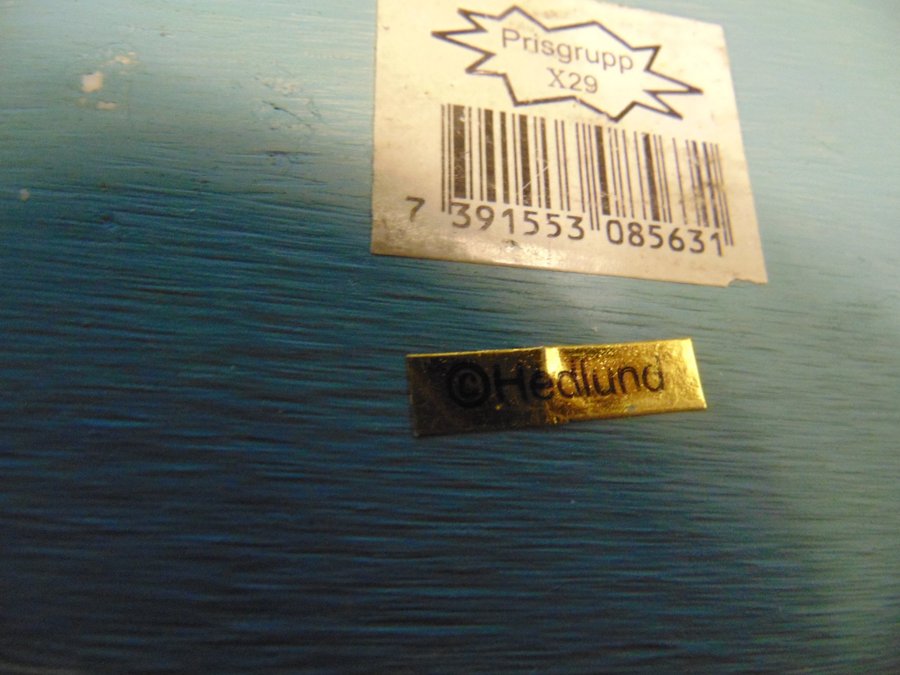 Prisgrupp
X29
7 391553 085631
©Hedlund